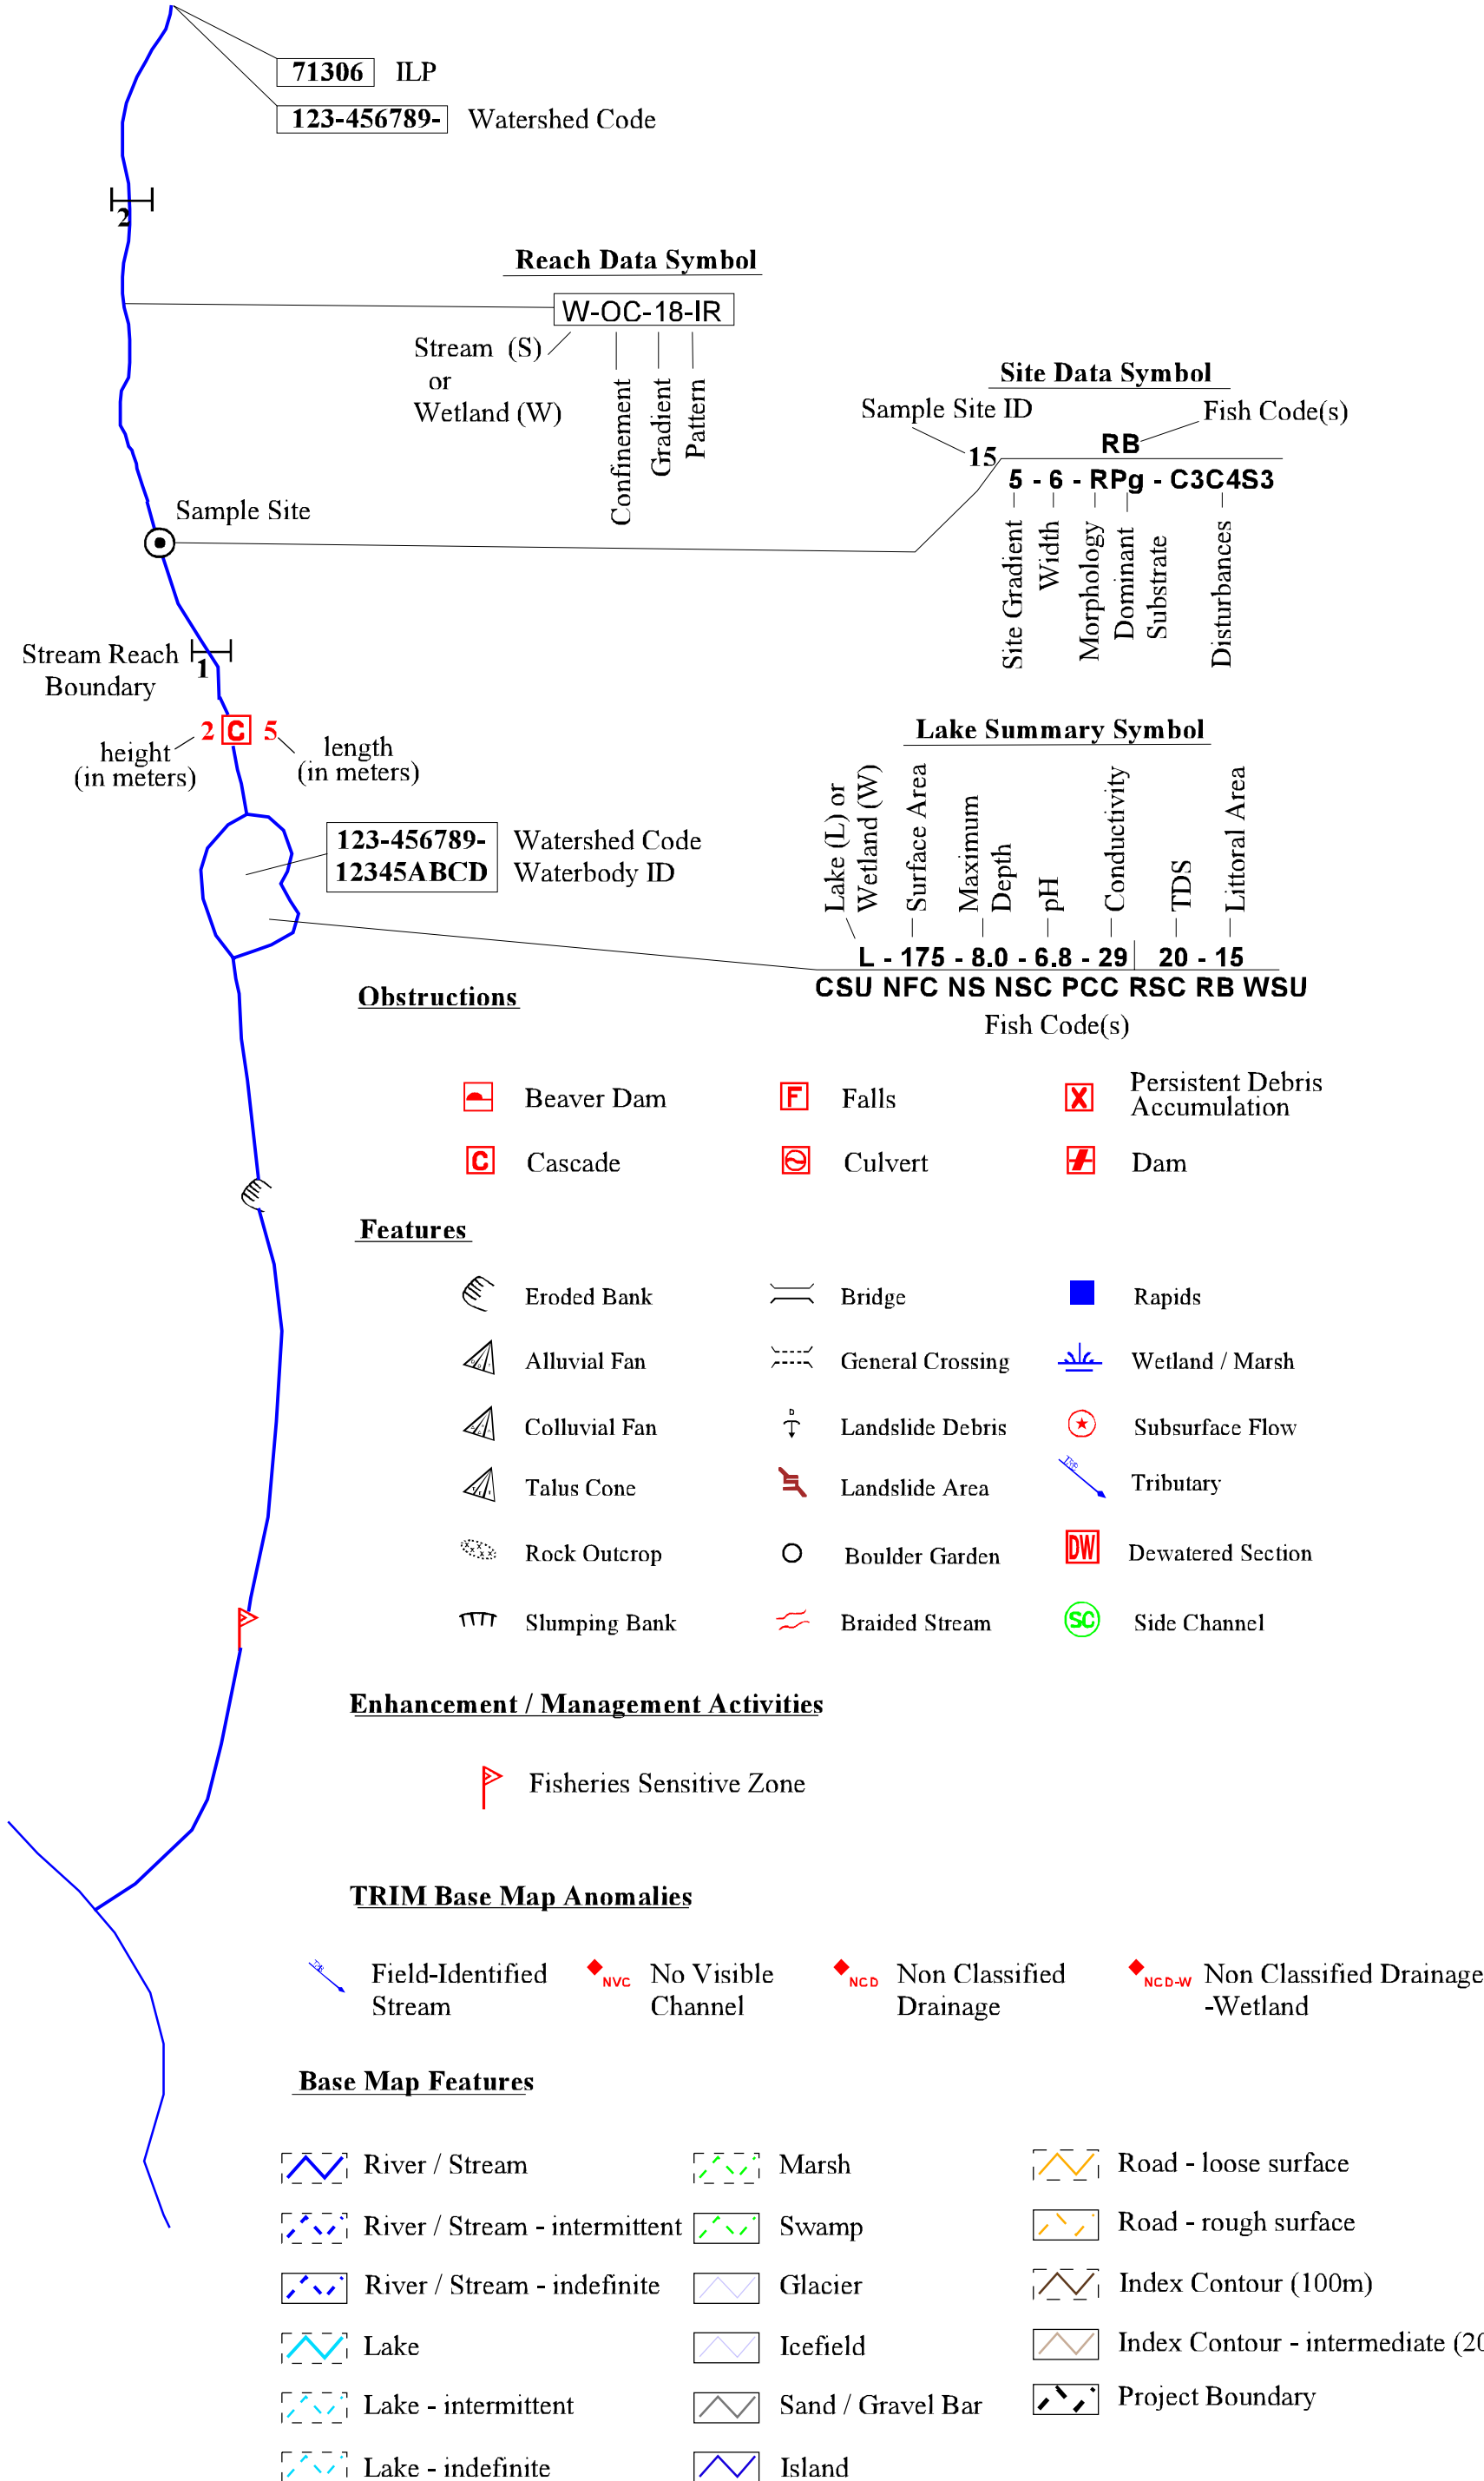 71306 ILP
123-456789- Watershed Code
2
Reach Data Symbol
W-OC-18-IR
Stream (S)
or
Wetland (W)
Confinement
Gradient
Pattern
Site Data Symbol
Sample Site ID
Fish Code(s)
RB
15
5 - 6 - RPg - C3C4S3
Site Gradient
Width
Morphology
Dominant
Substrate
Disturbances
Sample Site
Stream Reach
Boundary
1
2 C 5
height
(in meters)
length
(in meters)
Lake Summary Symbol
Lake (L) or
Wetland (W)
Surface Area
Maximum
Depth
pH
Conductivity
TDS
Littoral Area
123-456789- Watershed Code
12345ABCD Waterbody ID
L - 175 - 8.0 - 6.8 - 29 20 - 15
CSU NFC NS NSC PCC RSC RB WSU
Fish Code(s)
Obstructions
Beaver Dam
F Falls
X Persistent Debris
Accumulation
C Cascade
Culvert
Dam
Features
Eroded Bank
Bridge
Rapids
Alluvial Fan
General Crossing
Wetland / Marsh
Colluvial Fan
D Landslide Debris
Subsurface Flow
Talus Cone
Landslide Area
Tributary
Rock Outcrop
Boulder Garden
DW Dewatered Section
Slumping Bank
Braided Stream
SC Side Channel
Enhancement / Management Activities
Fisheries Sensitive Zone
TRIM Base Map Anomalies
Field-Identified
Stream
NVC No Visible
Channel
NCD Non Classified
Drainage
NCD-W Non Classified Drainage
-Wetland
Base Map Features
River / Stream
Marsh
Road - loose surface
River / Stream - intermittent
Swamp
Road - rough surface
River / Stream - indefinite
Glacier
Index Contour (100m)
Lake
Icefield
Index Contour - intermediate (20
Lake - intermittent
Sand / Gravel Bar
Project Boundary
Lake - indefinite
Island